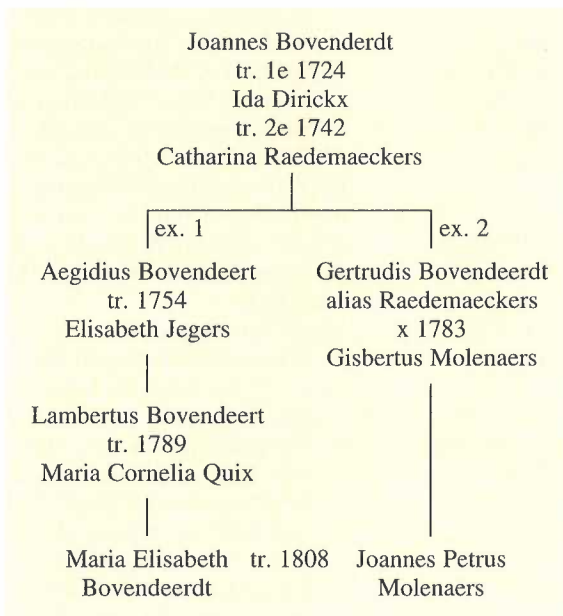 Joannes Bovenderdt
tr. 1e 1724
Ida Dirickx
tr. 2e 1742
Catharina Raedemaeckers
ex. 1
ex. 2
Aegidius Bovendeert
tr. 1754
Elisabeth Jegers
Gertrudis Bovendeerdt
alias Raedemaeckers
x 1783
Gisbertus Molenaers
Lambertus Bovendeert
tr. 1789
Maria Cornelia Quix
Maria Elisabeth tr. 1808 Joannes Petrus
Bovendeerdt Molenaers